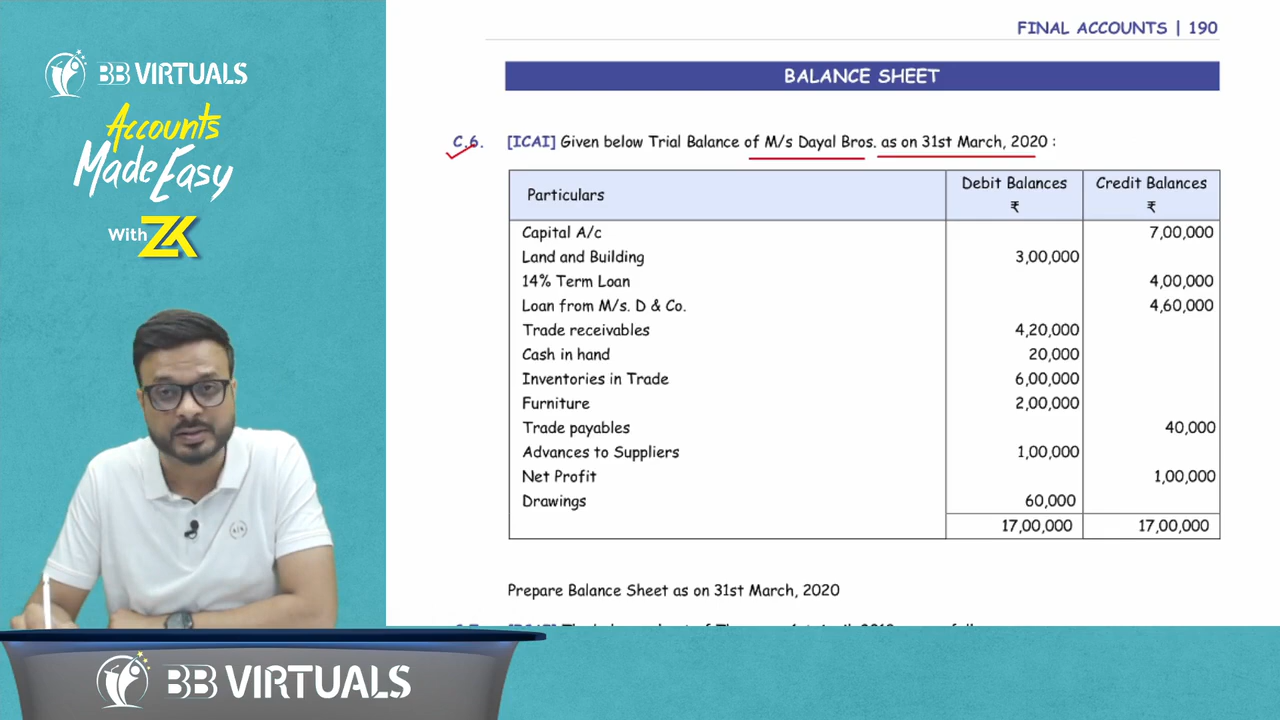 BB VIRTUALS
Accounts
Made Easy
With ZK
FINAL ACCOUNTS | 190
BALANCE SHEET
C.6. [ICAI] Given below Trial Balance of M/s Dayal Bros. as on 31st March, 2020 :
Particulars Debit Balances ₹ Credit Balances ₹
Capital A/c 7,00,000
Land and Building 3,00,000
14% Term Loan 4,00,000
Loan from M/s. D & Co. 4,60,000
Trade receivables 4,20,000
Cash in hand 20,000
Inventories in Trade 6,00,000
Furniture 2,00,000
Trade payables 40,000
Advances to Suppliers 1,00,000
Net Profit 1,00,000
Drawings 60,000
17,00,000 17,00,000
Prepare Balance Sheet as on 31st March, 2020
BB VIRTUALS